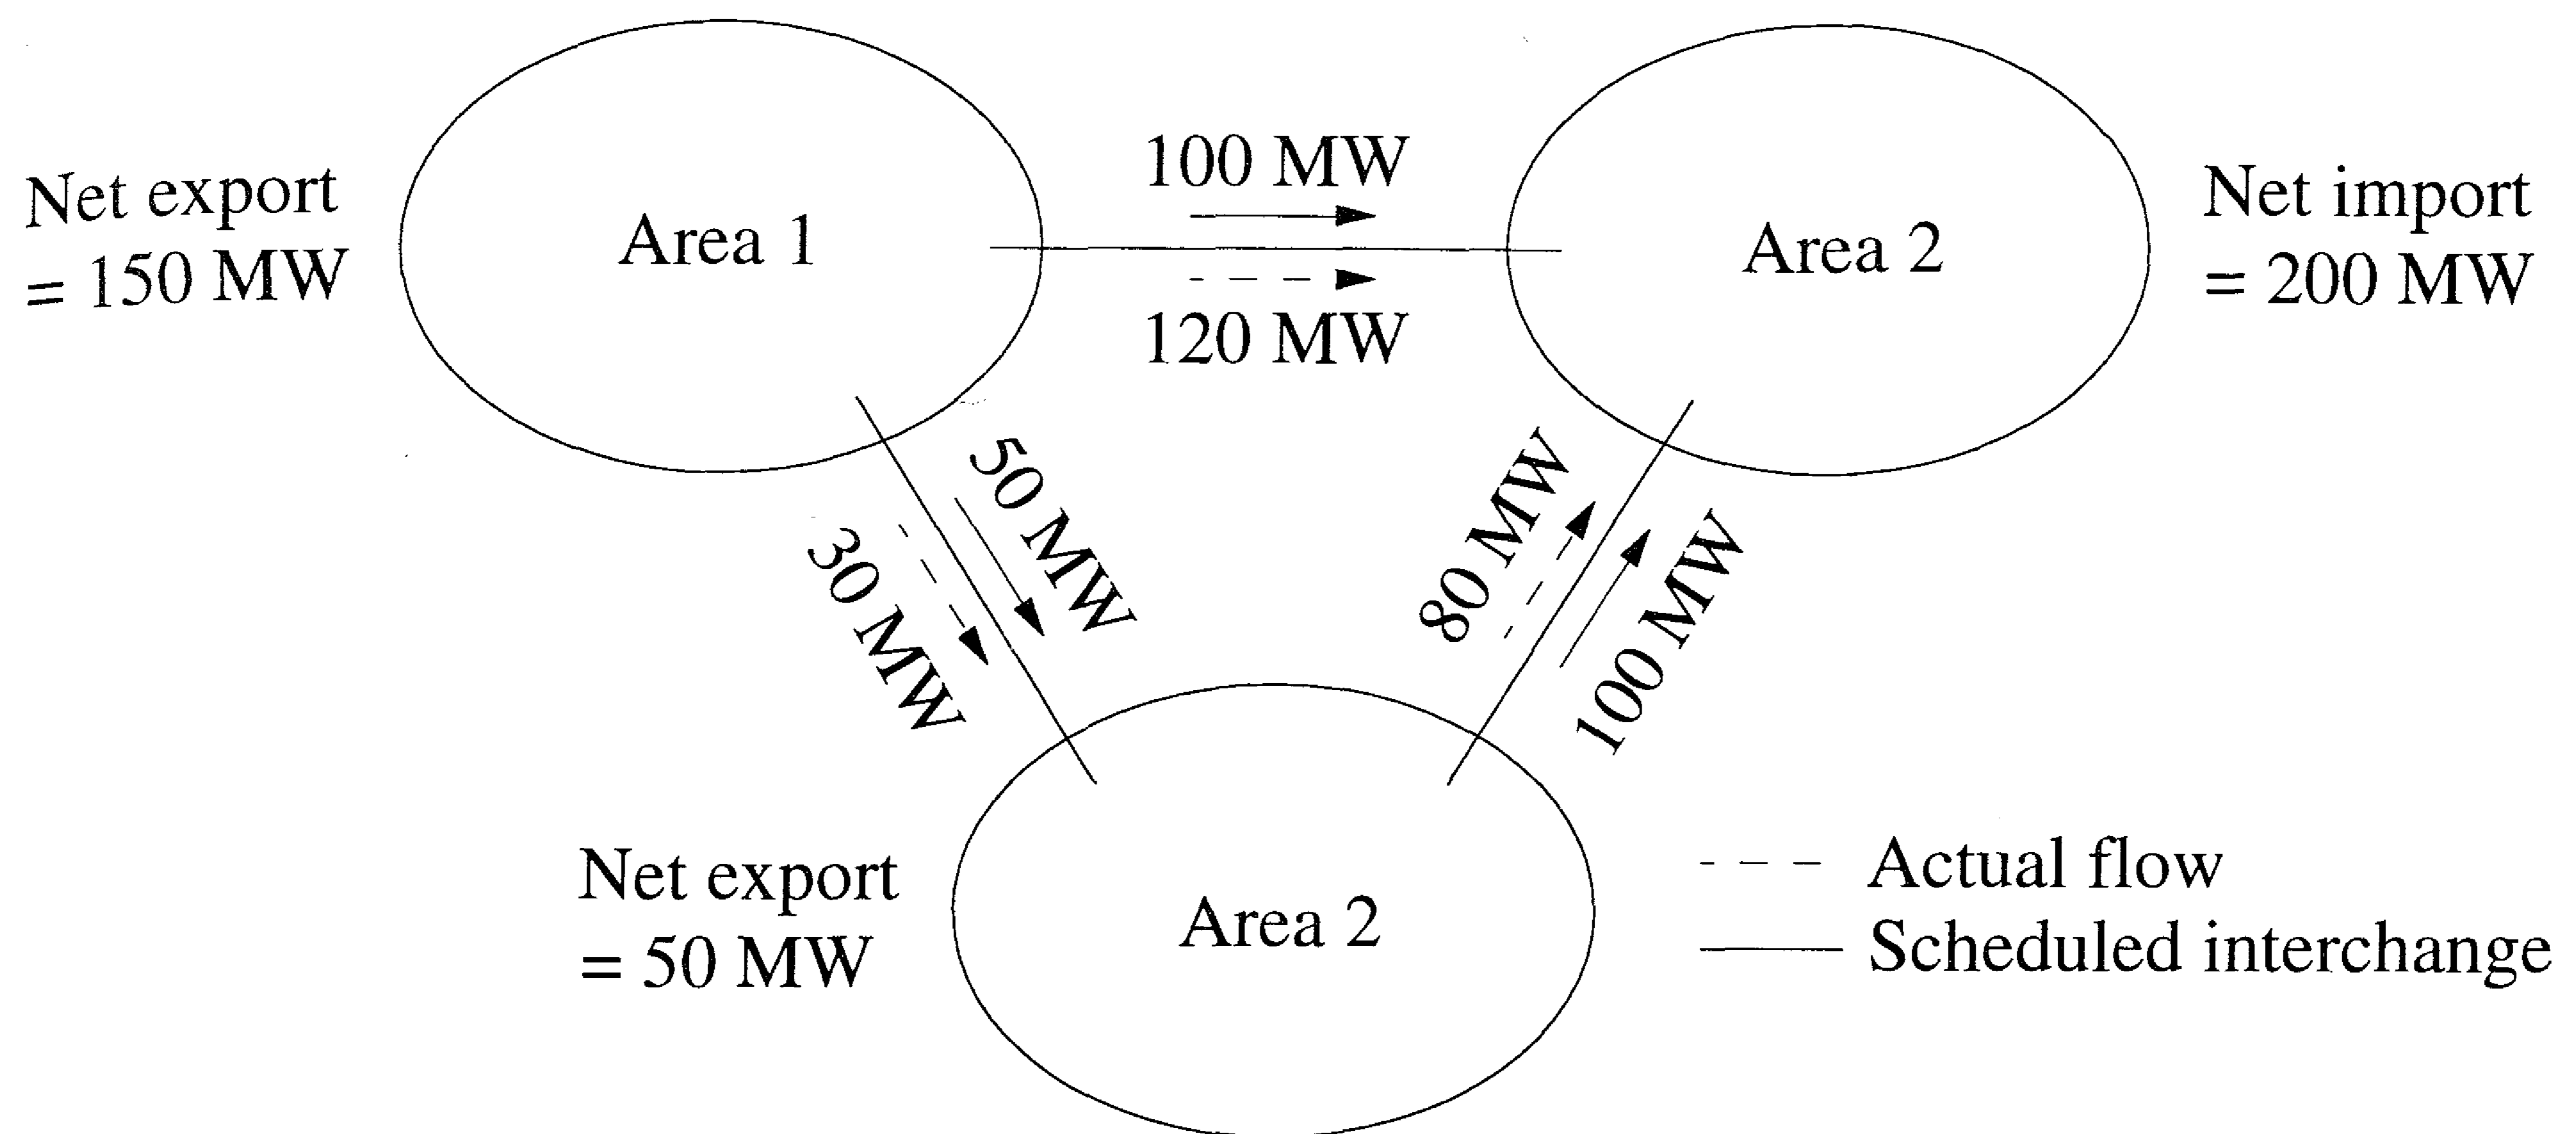 Net export
= 150 MW
Area 1
100 MW
120 MW
Area 2
Net import
= 200 MW
50 MW
30 MW
80 MW
100 MW
Net export
= 50 MW
Area 2
Actual flow
Scheduled interchange